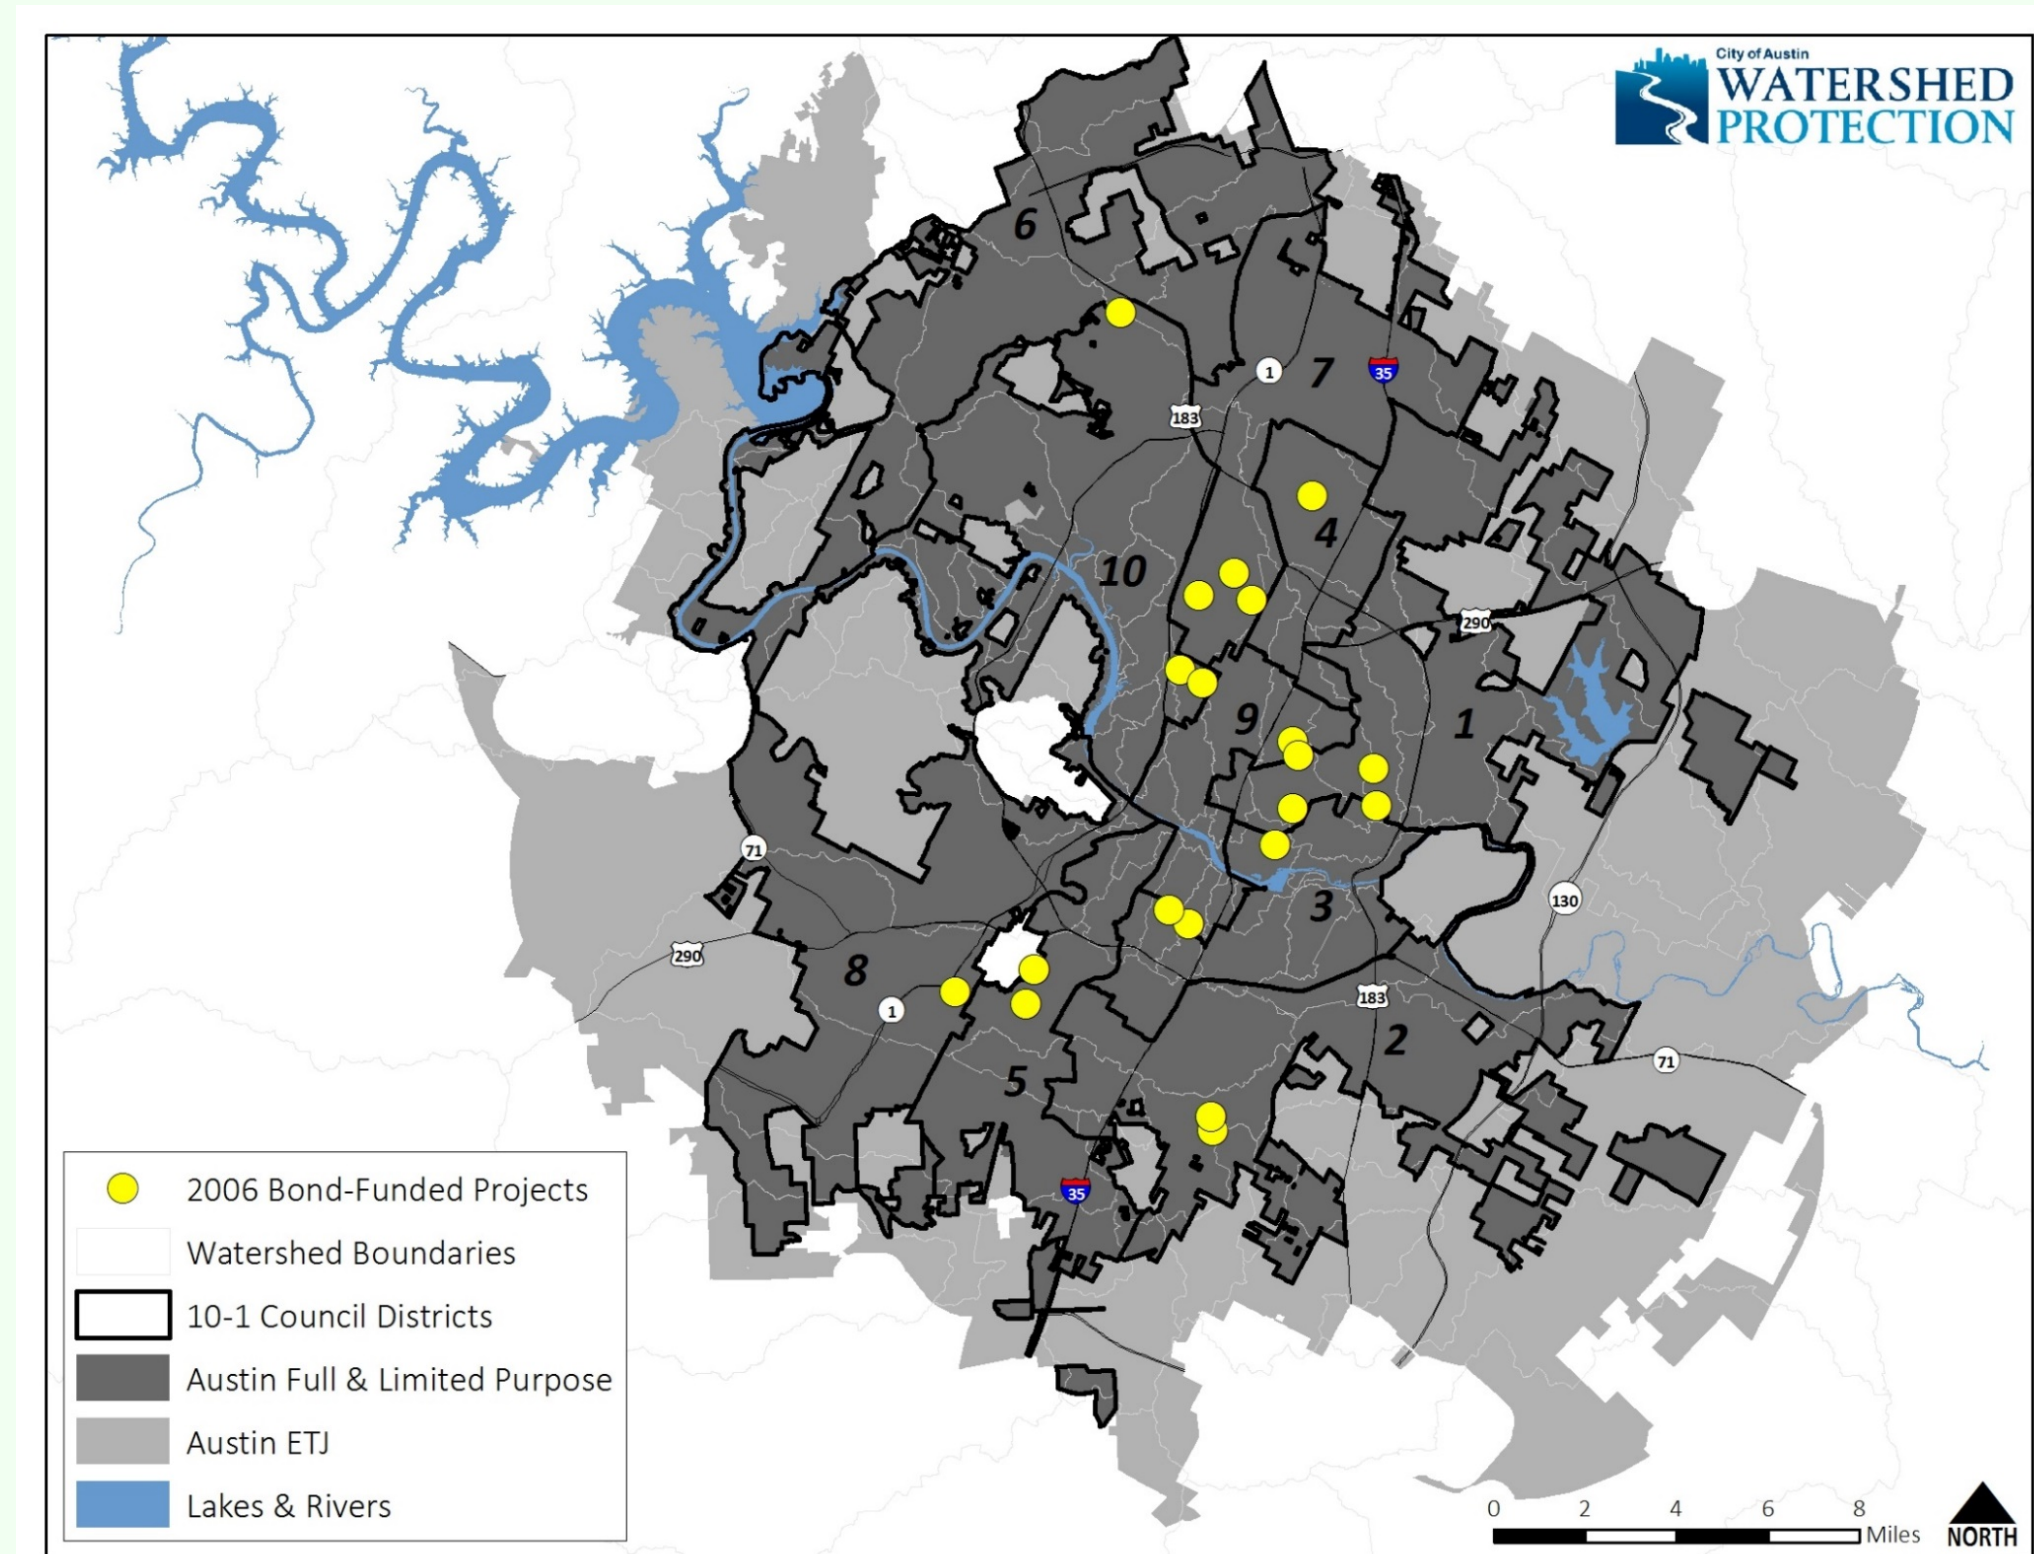 City of Austin
WATERSHED
PROTECTION
6
1
7
35
183
4
10
290
9
1
71
3
130
290
8
1
183
2
71
5
35
2006 Bond-Funded Projects
Watershed Boundaries
10-1 Council Districts
Austin Full & Limited Purpose
Austin ETJ
Lakes & Rivers
0 2 4 6 8
Miles
NORTH